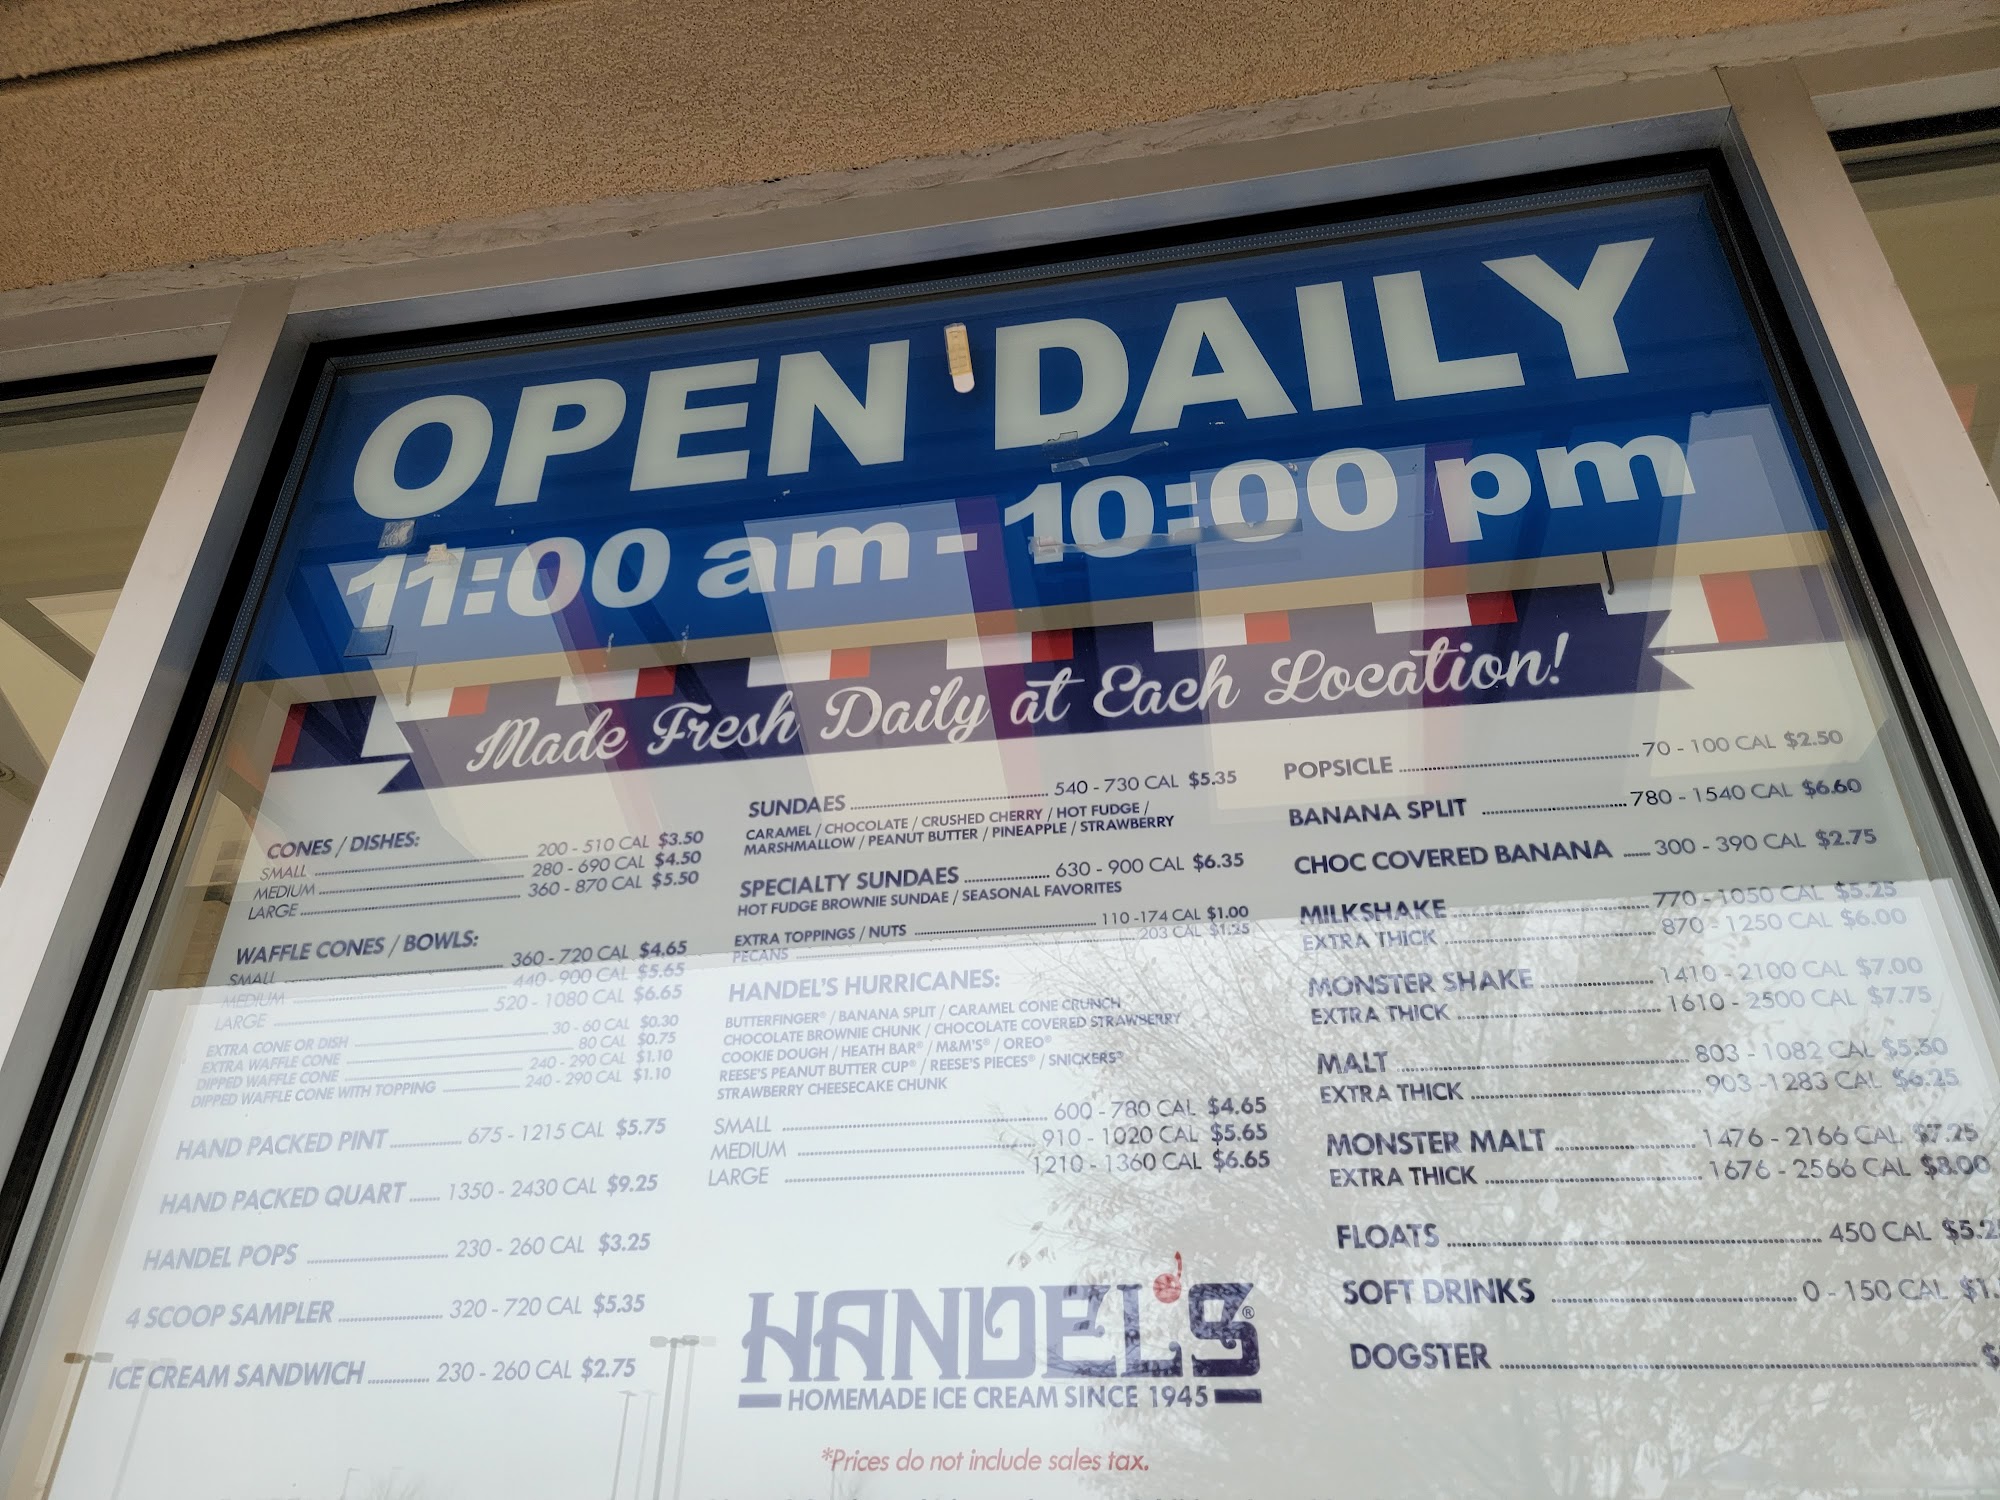 OPEN DAILY
11:00 am - 10:00 pm
Made Fresh Daily at Each Location!
CONES / DISHES:
SMALL 200 - 510 CAL $3.50
MEDIUM 280 - 690 CAL $4.50
LARGE 360 - 870 CAL $5.50
WAFFLE CONES / BOWLS:
SMALL 360 - 720 CAL $4.65
MEDIUM 440 - 900 CAL $5.65
LARGE 520 - 1080 CAL $6.65
EXTRA CONE OR DISH 30 - 60 CAL $0.30
EXTRA WAFFLE CONE 80 CAL $0.75
DIPPED WAFFLE CONE 240 - 290 CAL $1.10
DIPPED WAFFLE CONE WITH TOPPING 240 - 290 CAL $1.10
HAND PACKED PINT 675 - 1215 CAL $5.75
HAND PACKED QUART 1350 - 2430 CAL $9.25
HANDEL POPS 230 - 260 CAL $3.25
4 SCOOP SAMPLER 320 - 720 CAL $5.35
ICE CREAM SANDWICH 230 - 260 CAL $2.75
SUNDAES 540 - 730 CAL $5.35
CARAMEL / CHOCOLATE / CRUSHED CHERRY / HOT FUDGE /
MARSHMALLOW / PEANUT BUTTER / PINEAPPLE / STRAWBERRY
SPECIALTY SUNDAES 630 - 900 CAL $6.35
HOT FUDGE BROWNIE SUNDAE / SEASONAL FAVORITES
EXTRA TOPPINGS / NUTS 110 -174 CAL $1.00
PECANS 203 CAL $1.25
HANDEL'S HURRICANES:
BUTTERFINGER® / BANANA SPLIT / CARAMEL CONE CRUNCH
CHOCOLATE BROWNIE CHUNK / CHOCOLATE COVERED STRAWBERRY
COOKIE DOUGH / HEATH BAR® / M&M'S® / OREO®
REESE'S PEANUT BUTTER CUP® / REESE'S PIECES® / SNICKERS®
STRAWBERRY CHEESECAKE CHUNK
SMALL 600 - 780 CAL $4.65
MEDIUM 910 - 1020 CAL $5.65
LARGE 1210 - 1360 CAL $6.65
HANDEL'S®
HOMEMADE ICE CREAM SINCE 1945
*Prices do not include sales tax.
POPSICLE 70 - 100 CAL $2.50
BANANA SPLIT 780 - 1540 CAL $6.60
CHOC COVERED BANANA 300 - 390 CAL $2.75
MILKSHAKE 770 - 1050 CAL $5.25
EXTRA THICK 870 - 1250 CAL $6.00
MONSTER SHAKE 1410 - 2100 CAL $7.00
EXTRA THICK 1610 - 2500 CAL $7.75
MALT 803 - 1082 CAL $5.50
EXTRA THICK 903 -1283 CAL $6.25
MONSTER MALT 1476 - 2166 CAL $7.25
EXTRA THICK 1676 - 2566 CAL $8.00
FLOATS 450 CAL $5.2
SOFT DRINKS 0 - 150 CAL $1.
DOGSTER $